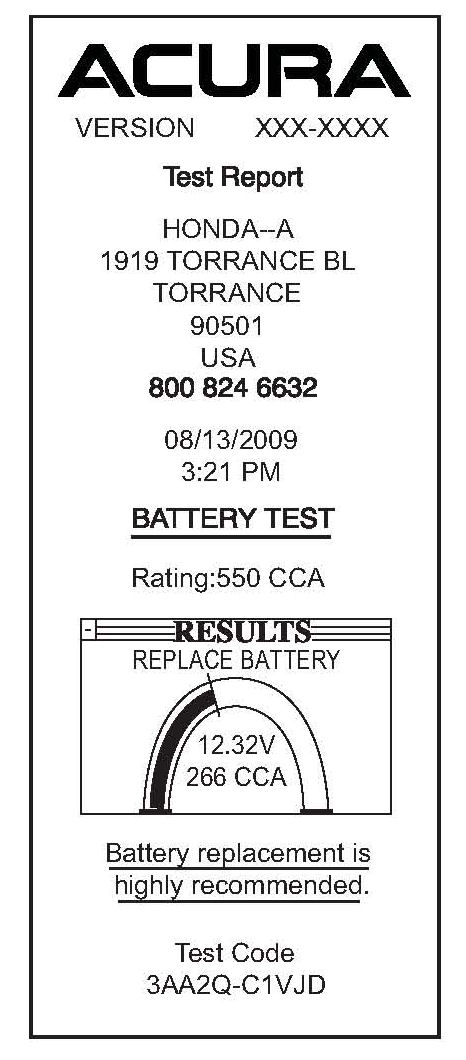 ACURA
VERSION XXX-XXXX
Test Report
HONDA--A
1919 TORRANCE BL
TORRANCE
90501
USA
800 824 6632
08/13/2009
3:21 PM
BATTERY TEST
Rating:550 CCA
RESULTS
REPLACE BATTERY
12.32V
266 CCA
Battery replacement is
highly recommended.
Test Code
3AA2Q-C1VJD